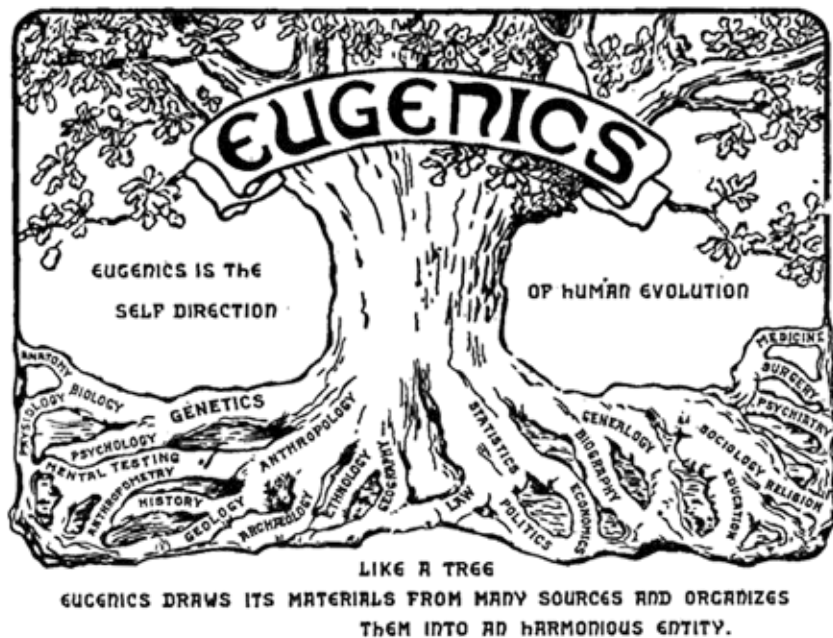 EUGENICS
EUGENICS IS THE
SELF DIRECTION
OF HUMAN EVOLUTION
ANATOMY
BIOLOGY
PHYSIOLOGY
GENETICS
PSYCHOLOGY
MENTAL TESTING
ANTHROPOMETRY
HISTORY
GEOLOGY
ANTHROPOLOGY
ARCHÆOLOGY
ETHNOLOGY
GEOGRAPHY
LAW
STATISTICS
POLITICS
ECONOMICS
BIOGRAPHY
GENEALOGY
EDUCATION
SOCIOLOGY
RELIGION
PSYCHIATRY
SURGERY
MEDICINE
LIKE A TREE
EUGENICS DRAWS ITS MATERIALS FROM MANY SOURCES AND ORGANIZES
THEM INTO AN HARMONIOUS ENTITY.